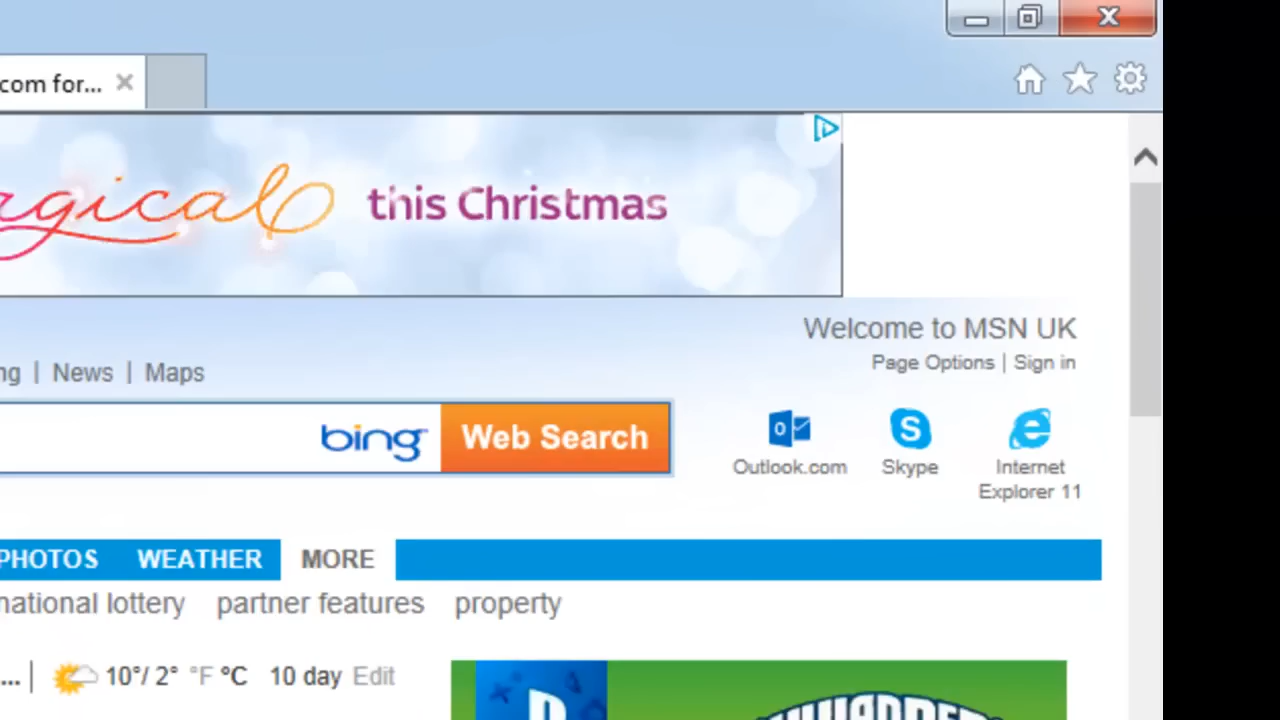 com for...
this Christmas
Welcome to MSN UK
Page Options | Sign in
| News | Maps
bing
Web Search
Outlook.com
Skype
Internet
Explorer 11
PHOTOS
WEATHER
MORE
national lottery
partner features
property
... | 10°/ 2° °F °C 10 day Edit